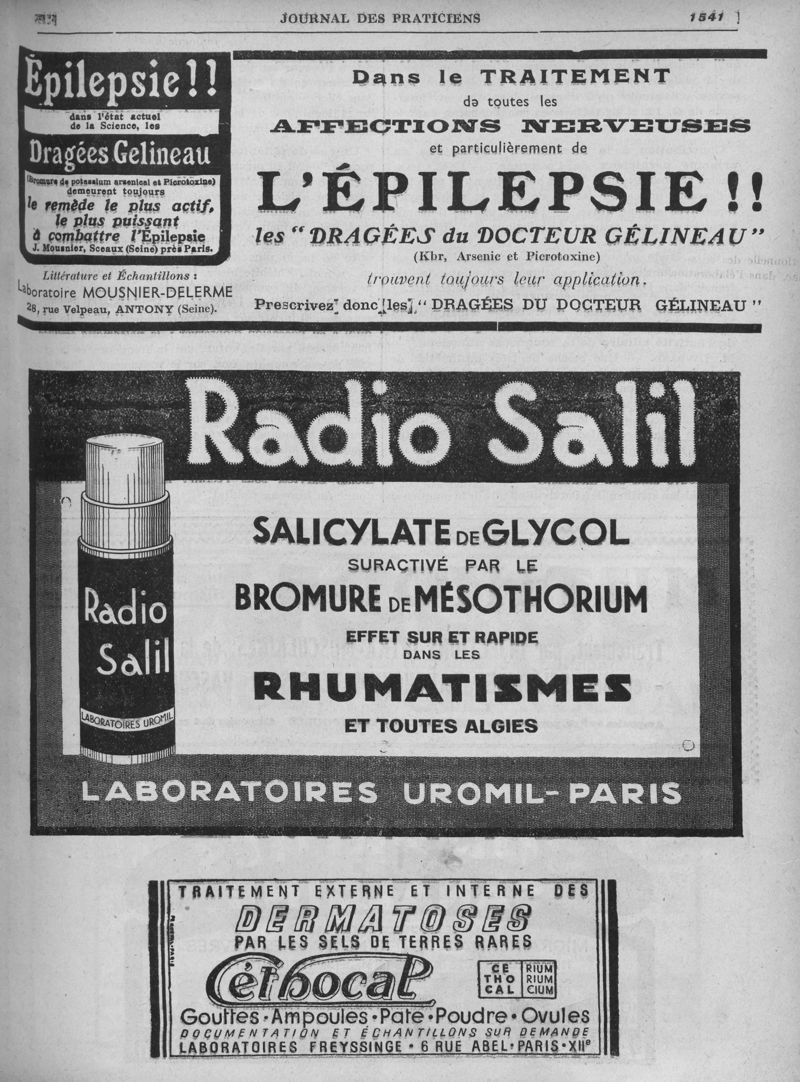 JOURNAL DES PRATICIENS
1541
Épilepsie!!
dans l'état actuel
de la Science, les
Dragées Gelineau
(Bromure de potassium arsenical et Picrotoxine)
demeurent toujours
le remède le plus actif,
le plus puissant
à combattre l'Épilepsie
J. Mousnier, Sceaux (Seine) près Paris.
Littérature et Échantillons :
Laboratoire MOUSNIER-DELERME
28, rue Velpeau, ANTONY (Seine).
Dans le TRAITEMENT
de toutes les
AFFECTIONS NERVEUSES
et particulièrement de
L'ÉPILEPSIE !!
les "DRAGÉES du DOCTEUR GÉLINEAU"
(Kbr, Arsenic et Picrotoxine)
trouvent toujours leur application.
Prescrivez donc les "DRAGÉES DU DOCTEUR GÉLINEAU"
Radio Salil
Radio
Salil
LABORATOIRES UROMIL
SALICYLATE DE GLYCOL
SURACTIVÉ PAR LE
BROMURE DE MÉSOTHORIUM
EFFET SUR ET RAPIDE
DANS LES
RHUMATISMES
ET TOUTES ALGIES
LABORATOIRES UROMIL-PARIS
TRAITEMENT EXTERNE ET INTERNE DES
DERMATOSES
PAR LES SELS DE TERRES RARES
Céthocal
CE RIUM
THO RIUM
CAL CIUM
Gouttes·Ampoules·Pate·Poudre·Ovules
DOCUMENTATION ET ÉCHANTILLONS SUR DEMANDE
LABORATOIRES FREYSSINGE · 6 RUE ABEL·PARIS·XIIe